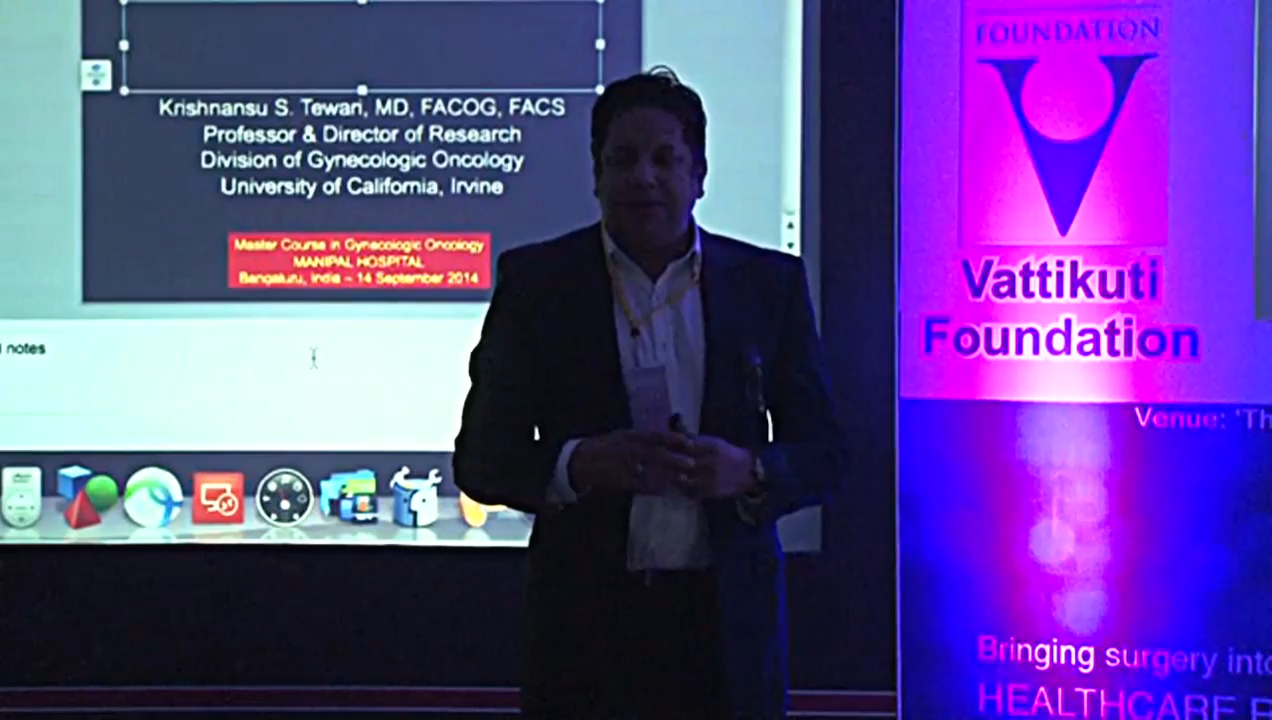 Krishnansu S. Tewari, MD, FACOG, FACS
Professor & Director of Research
Division of Gynecologic Oncology
University of California, Irvine
Master Course in Gynecologic Oncology
MANIPAL HOSPITAL
Bengaluru, India – 14 September 2014
notes
FOUNDATION
Vattikuti
Foundation
Venue: 'Th
Bringing surgery into
HEALTHCARE